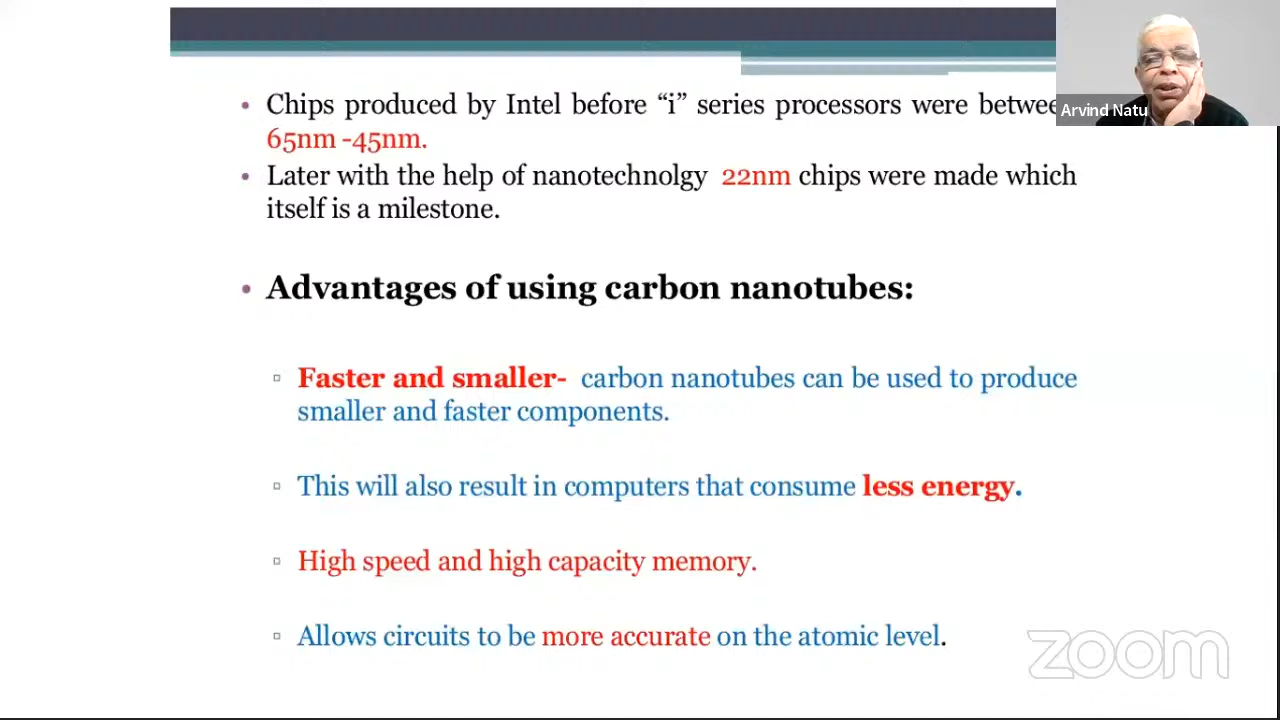 • Chips produced by Intel before “i” series processors were betwee
65nm -45nm.
• Later with the help of nanotechnolgy 22nm chips were made which
itself is a milestone.
• Advantages of using carbon nanotubes:
▫ Faster and smaller- carbon nanotubes can be used to produce
smaller and faster components.
▫ This will also result in computers that consume less energy.
▫ High speed and high capacity memory.
▫ Allows circuits to be more accurate on the atomic level.
Arvind Natu
zoom